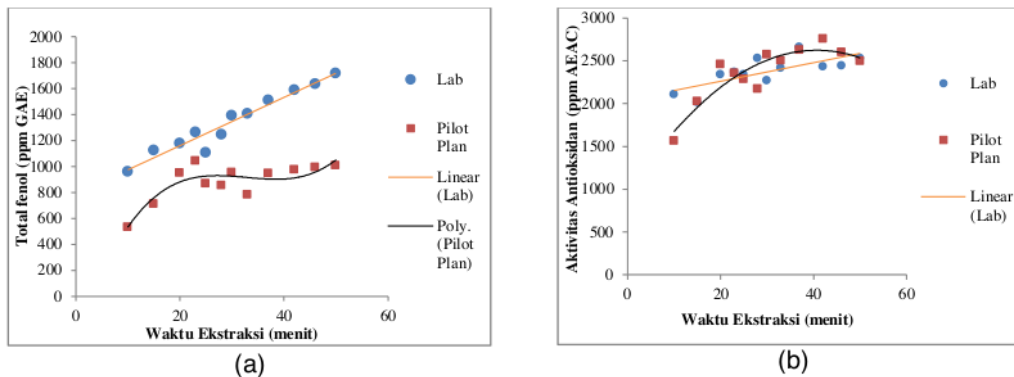 2000
1800
1600
1400
1200
1000
800
600
400
200
0
Total fenol (ppm GAE)
0
20
40
60
Waktu Ekstraksi (menit)
Lab
Pilot
Plan
Linear
(Lab)
Poly.
(Pilot
Plan)
(a)
3000
2500
2000
1500
1000
500
0
Aktivitas Antioksidan (ppm AEAC)
0
20
40
60
Waktu Ekstraksi (menit)
Lab
Pilot
Plan
Linear
(Lab)
(b)